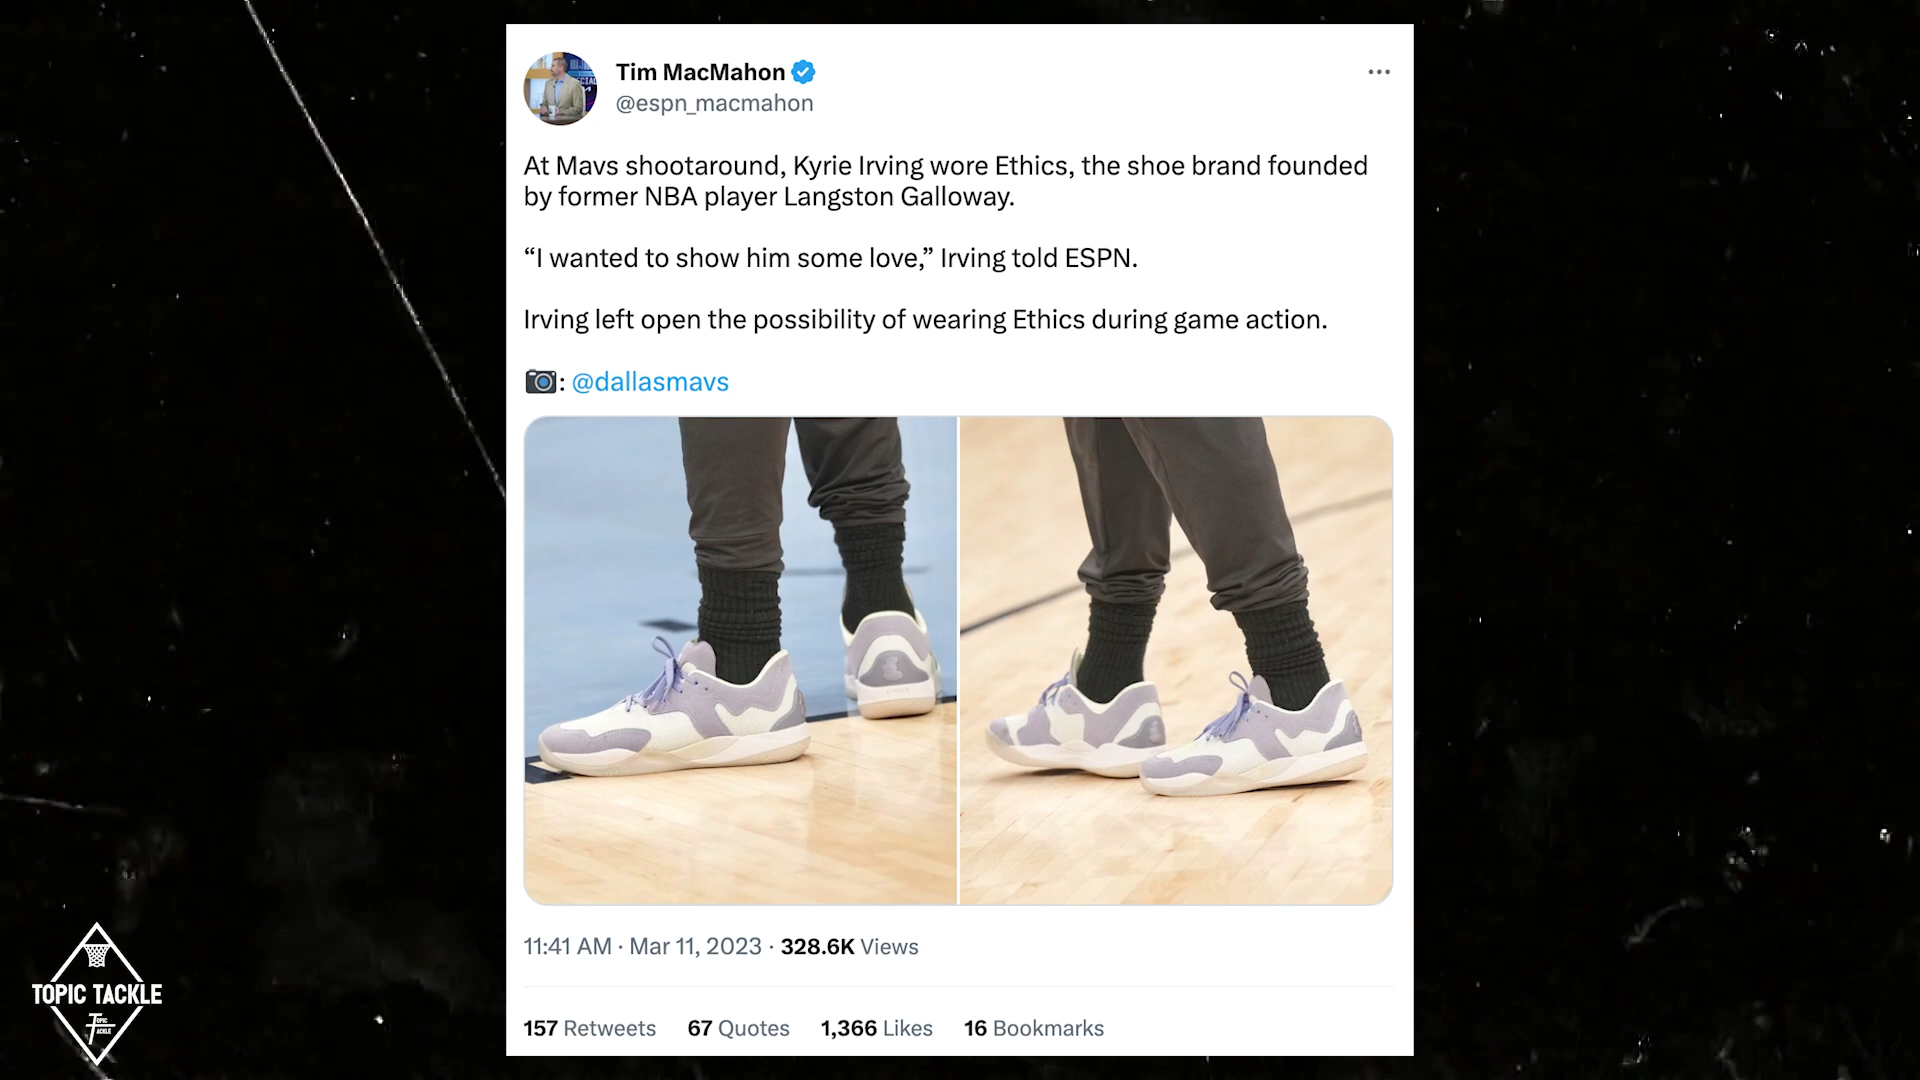 Tim MacMahon
@espn_macmahon
At Mavs shootaround, Kyrie Irving wore Ethics, the shoe brand founded
by former NBA player Langston Galloway.
“I wanted to show him some love,” Irving told ESPN.
Irving left open the possibility of wearing Ethics during game action.
: @dallasmavs
11:41 AM · Mar 11, 2023 · 328.6K Views
157 Retweets 67 Quotes 1,366 Likes 16 Bookmarks
TOPIC TACKLE
TOPIC
TACKLE